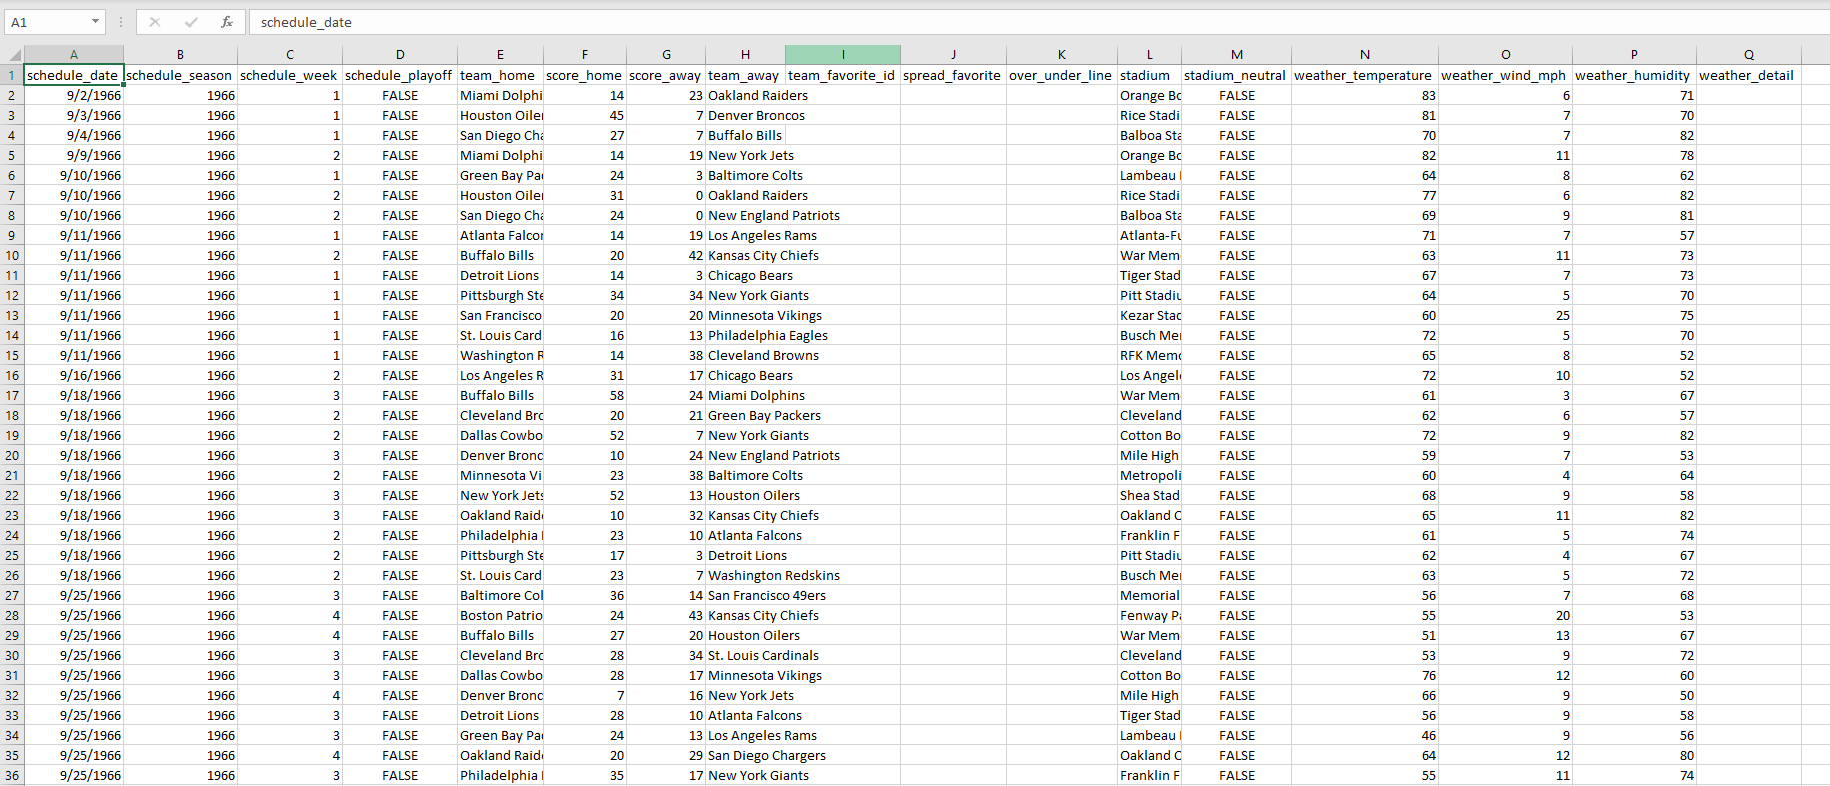 A1 fx schedule_date
A B C D E F G H I J K L M N O P Q
1 schedule_date schedule_season schedule_week schedule_playoff team_home score_home score_away team_away team_favorite_id spread_favorite over_under_line stadium stadium_neutral weather_temperature weather_wind_mph weather_humidity weather_detail
2 9/2/1966 1966 1 FALSE Miami Dolphi 14 23 Oakland Raiders Orange Bo FALSE 83 6 71
3 9/3/1966 1966 1 FALSE Houston Oiler 45 7 Denver Broncos Rice Stadi FALSE 81 7 70
4 9/4/1966 1966 1 FALSE San Diego Cha 27 7 Buffalo Bills Balboa Sta FALSE 70 7 82
5 9/9/1966 1966 2 FALSE Miami Dolphi 14 19 New York Jets Orange Bo FALSE 82 11 78
6 9/10/1966 1966 1 FALSE Green Bay Pac 24 3 Baltimore Colts Lambeau FALSE 64 8 62
7 9/10/1966 1966 2 FALSE Houston Oiler 31 0 Oakland Raiders Rice Stadi FALSE 77 6 82
8 9/10/1966 1966 2 FALSE San Diego Cha 24 0 New England Patriots Balboa Sta FALSE 69 9 81
9 9/11/1966 1966 1 FALSE Atlanta Falcor 14 19 Los Angeles Rams Atlanta-Fu FALSE 71 7 57
10 9/11/1966 1966 2 FALSE Buffalo Bills 20 42 Kansas City Chiefs War Mem FALSE 63 11 73
11 9/11/1966 1966 1 FALSE Detroit Lions 14 3 Chicago Bears Tiger Stad FALSE 67 7 73
12 9/11/1966 1966 1 FALSE Pittsburgh Ste 34 34 New York Giants Pitt Stadiu FALSE 64 5 70
13 9/11/1966 1966 1 FALSE San Francisco 20 20 Minnesota Vikings Kezar Stad FALSE 60 25 75
14 9/11/1966 1966 1 FALSE St. Louis Card 16 13 Philadelphia Eagles Busch Mer FALSE 72 5 70
15 9/11/1966 1966 1 FALSE Washington R 14 38 Cleveland Browns RFK Memo FALSE 65 8 52
16 9/16/1966 1966 2 FALSE Los Angeles R 31 17 Chicago Bears Los Angele FALSE 72 10 52
17 9/18/1966 1966 3 FALSE Buffalo Bills 58 24 Miami Dolphins War Mem FALSE 61 3 67
18 9/18/1966 1966 2 FALSE Cleveland Bro 20 21 Green Bay Packers Cleveland FALSE 62 6 57
19 9/18/1966 1966 2 FALSE Dallas Cowbo 52 7 New York Giants Cotton Bo FALSE 72 9 82
20 9/18/1966 1966 3 FALSE Denver Bronc 10 24 New England Patriots Mile High FALSE 59 7 53
21 9/18/1966 1966 2 FALSE Minnesota Vi 23 38 Baltimore Colts Metropoli FALSE 60 4 64
22 9/18/1966 1966 3 FALSE New York Jets 52 13 Houston Oilers Shea Stad FALSE 68 9 58
23 9/18/1966 1966 3 FALSE Oakland Raide 10 32 Kansas City Chiefs Oakland C FALSE 65 11 82
24 9/18/1966 1966 2 FALSE Philadelphia 23 10 Atlanta Falcons Franklin F FALSE 61 5 74
25 9/18/1966 1966 2 FALSE Pittsburgh Ste 17 3 Detroit Lions Pitt Stadiu FALSE 62 4 67
26 9/18/1966 1966 2 FALSE St. Louis Card 23 7 Washington Redskins Busch Mer FALSE 63 5 72
27 9/25/1966 1966 3 FALSE Baltimore Col 36 14 San Francisco 49ers Memorial FALSE 56 7 68
28 9/25/1966 1966 4 FALSE Boston Patrio 24 43 Kansas City Chiefs Fenway Pa FALSE 55 20 53
29 9/25/1966 1966 4 FALSE Buffalo Bills 27 20 Houston Oilers War Mem FALSE 51 13 67
30 9/25/1966 1966 3 FALSE Cleveland Bro 28 34 St. Louis Cardinals Cleveland FALSE 53 9 72
31 9/25/1966 1966 3 FALSE Dallas Cowbo 28 17 Minnesota Vikings Cotton Bo FALSE 76 12 60
32 9/25/1966 1966 4 FALSE Denver Bronc 7 16 New York Jets Mile High FALSE 66 9 50
33 9/25/1966 1966 3 FALSE Detroit Lions 28 10 Atlanta Falcons Tiger Stad FALSE 56 9 58
34 9/25/1966 1966 3 FALSE Green Bay Pac 24 13 Los Angeles Rams Lambeau FALSE 46 9 56
35 9/25/1966 1966 4 FALSE Oakland Raide 20 29 San Diego Chargers Oakland C FALSE 64 12 80
36 9/25/1966 1966 3 FALSE Philadelphia 35 17 New York Giants Franklin F FALSE 55 11 74